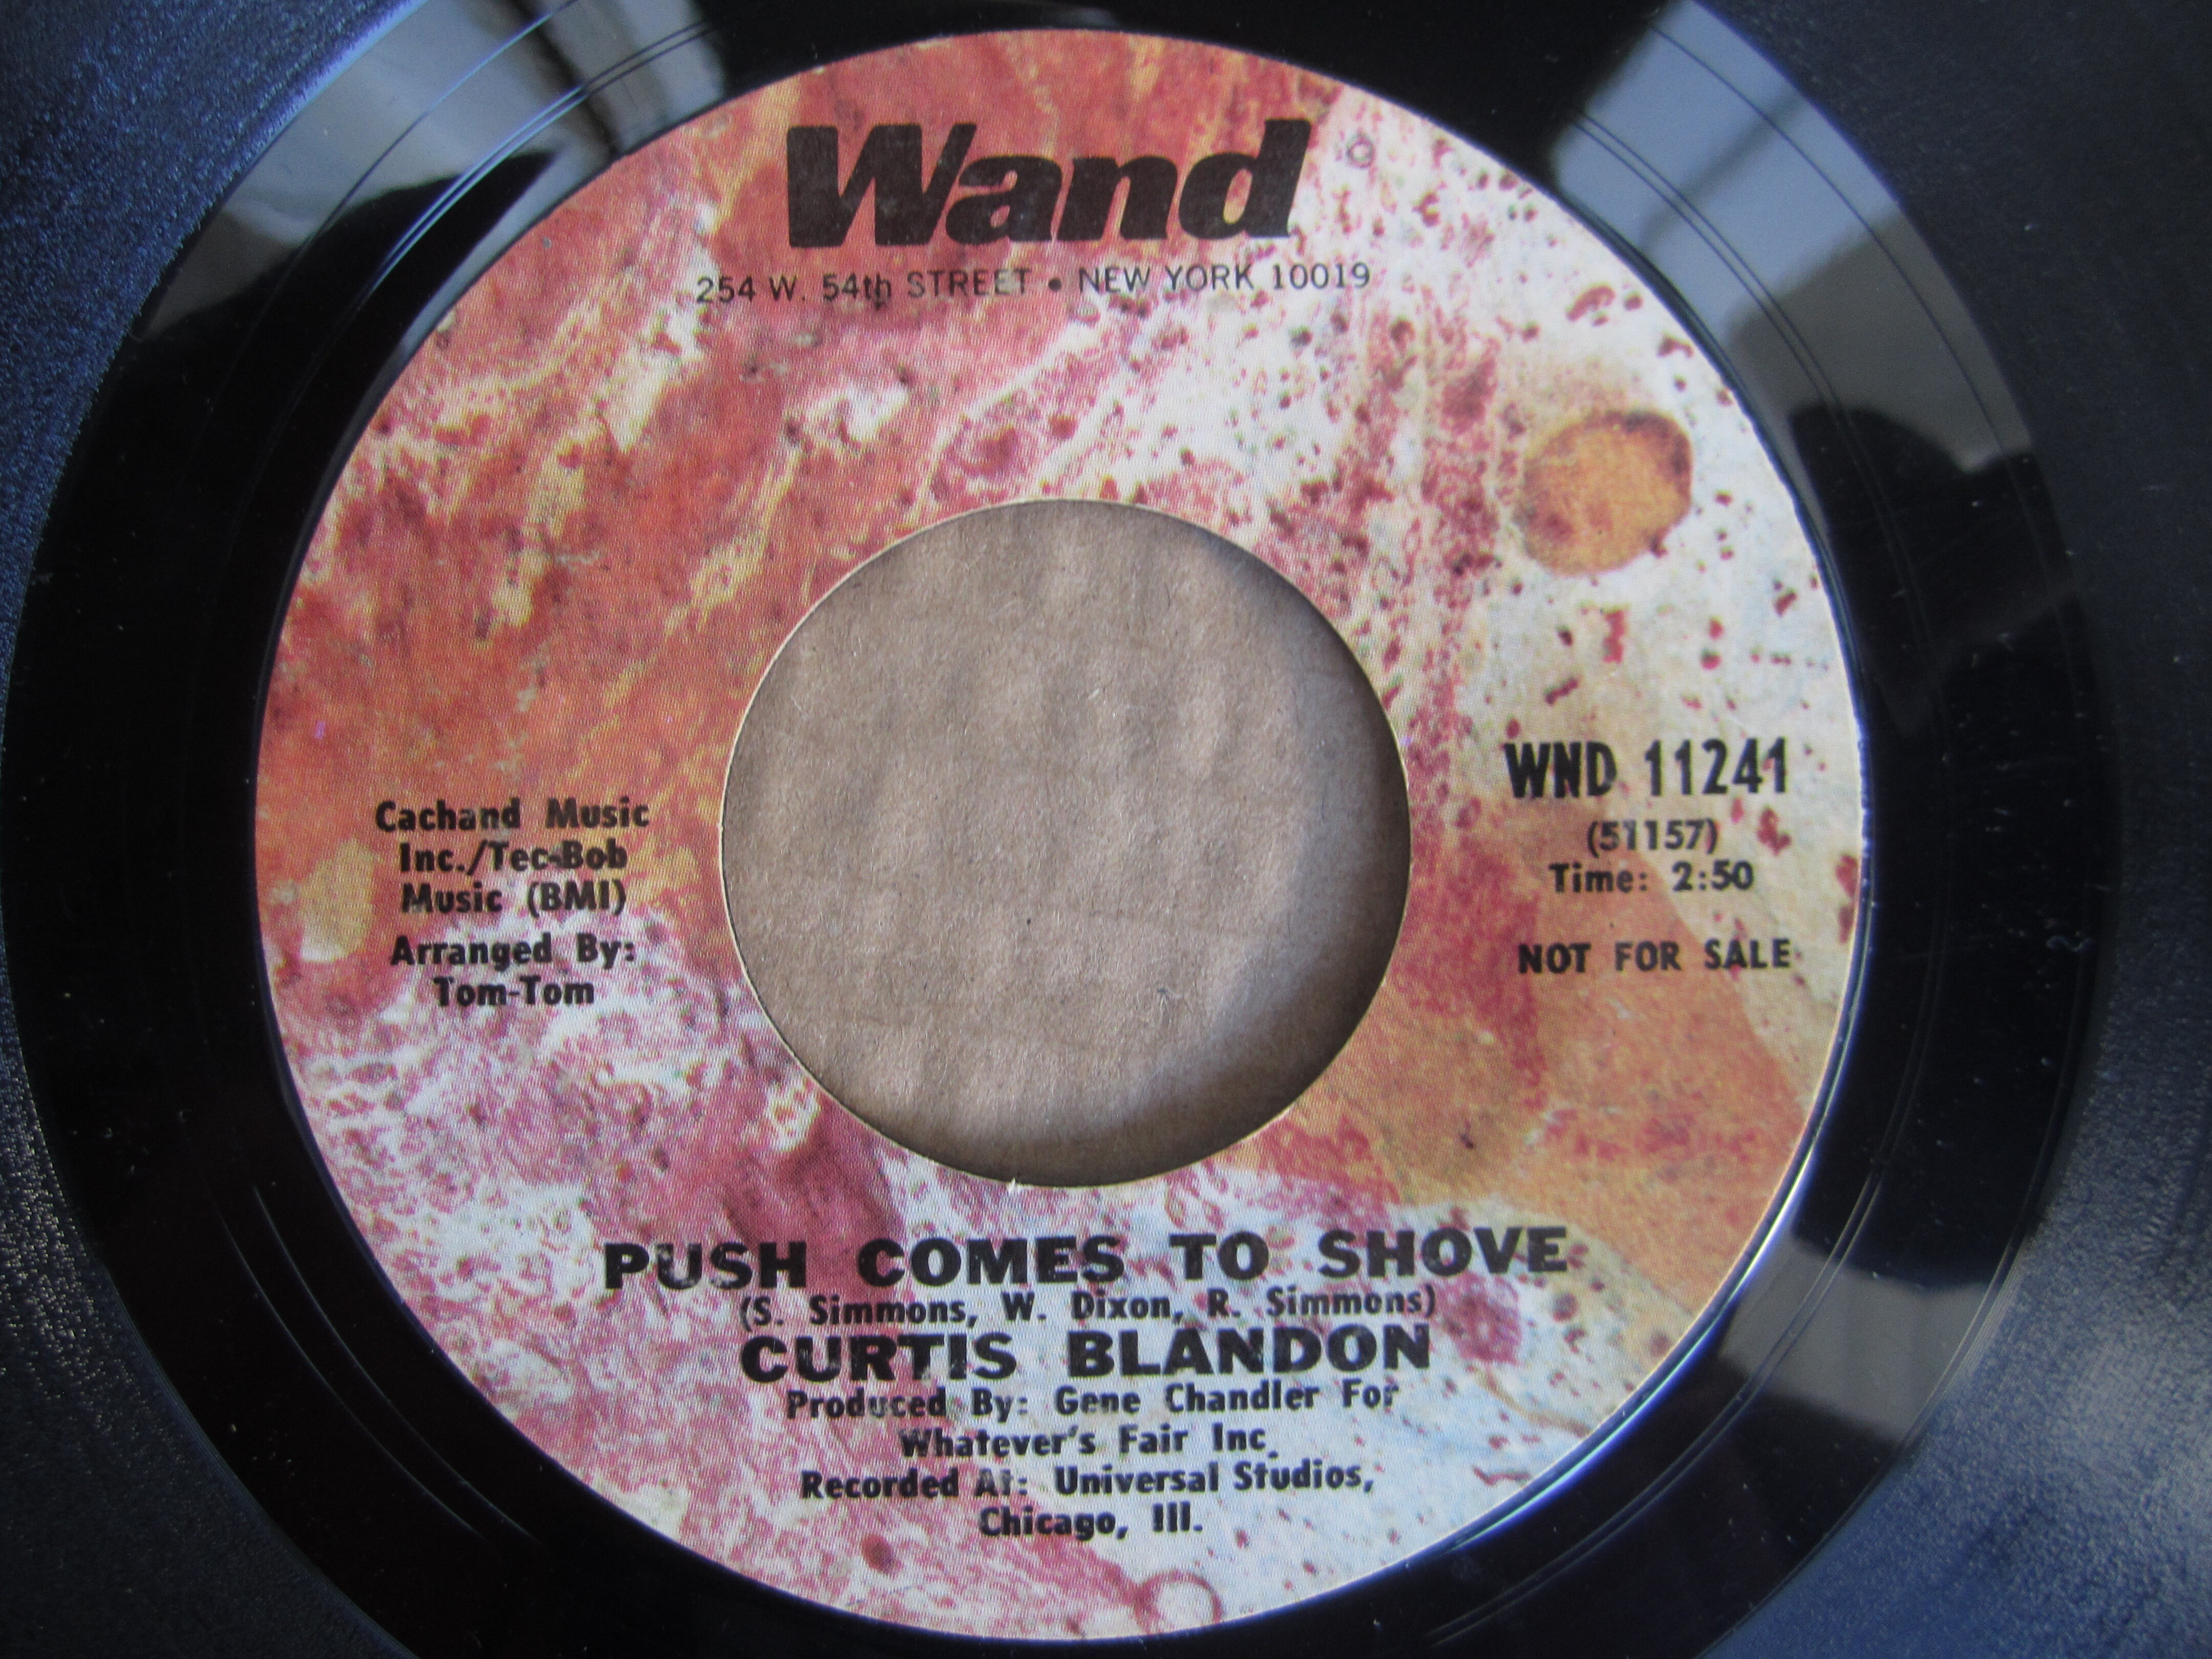 Wand
254 W. 54th STREET • NEW YORK 10019
Cachand Music
Inc./Tec-Bob
Music (BMI)
Arranged By:
Tom-Tom
WND 11241
(51157)
Time: 2:50
NOT FOR SALE
PUSH COMES TO SHOVE
(S. Simmons, W. Dixon, R. Simmons)
CURTIS BLANDON
Produced By: Gene Chandler For
Whatever's Fair Inc.
Recorded At: Universal Studios,
Chicago, Ill.